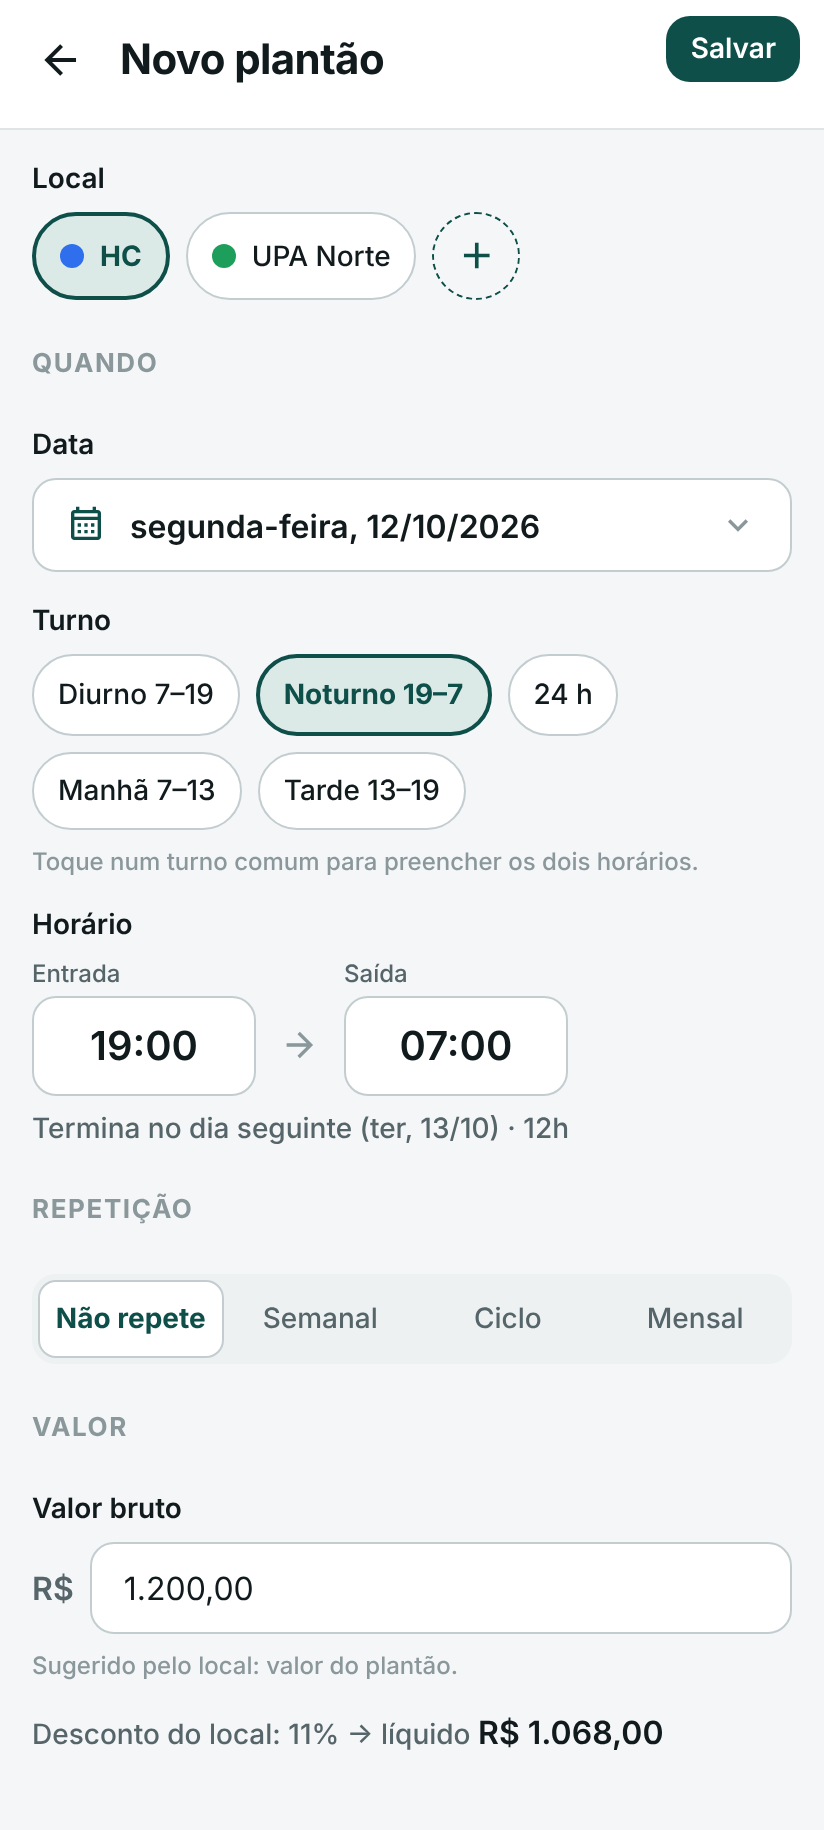 Novo plantão
Salvar
Local
HC
UPA Norte
+
QUANDO
Data
segunda-feira, 12/10/2026
Turno
Diurno 7–19
Noturno 19–7
24 h
Manhã 7–13
Tarde 13–19
Toque num turno comum para preencher os dois horários.
Horário
Entrada
Saída
19:00 → 07:00
Termina no dia seguinte (ter, 13/10) · 12h
REPETIÇÃO
Não repete
Semanal
Ciclo
Mensal
VALOR
Valor bruto
R$ 1.200,00
Sugerido pelo local: valor do plantão.
Desconto do local: 11% → líquido R$ 1.068,00